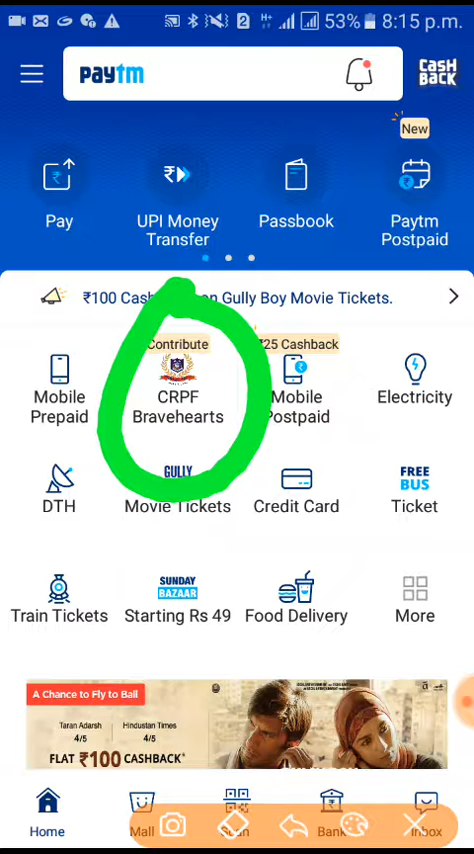 2 H+ 53% 8:15 p.m.
paytm
CASH
BACK
New
Pay
UPI Money
Transfer
Passbook
Paytm
Postpaid
₹100 Cash on Gully Boy Movie Tickets.
Contribute
₹25 Cashback
Mobile
Prepaid
CRPF
Bravehearts
Mobile
Postpaid
Electricity
GULLY
FREE
BUS
DTH
Movie Tickets
Credit Card
Ticket
SUNDAY
BAZAAR
Train Tickets
Starting Rs 49
Food Delivery
More
A Chance to Fly to Bali
Taran Adarsh
4/5
Hindustan Times
4/5
FLAT ₹100 CASHBACK*
Home
Mall
Scan
Bank
Inbox